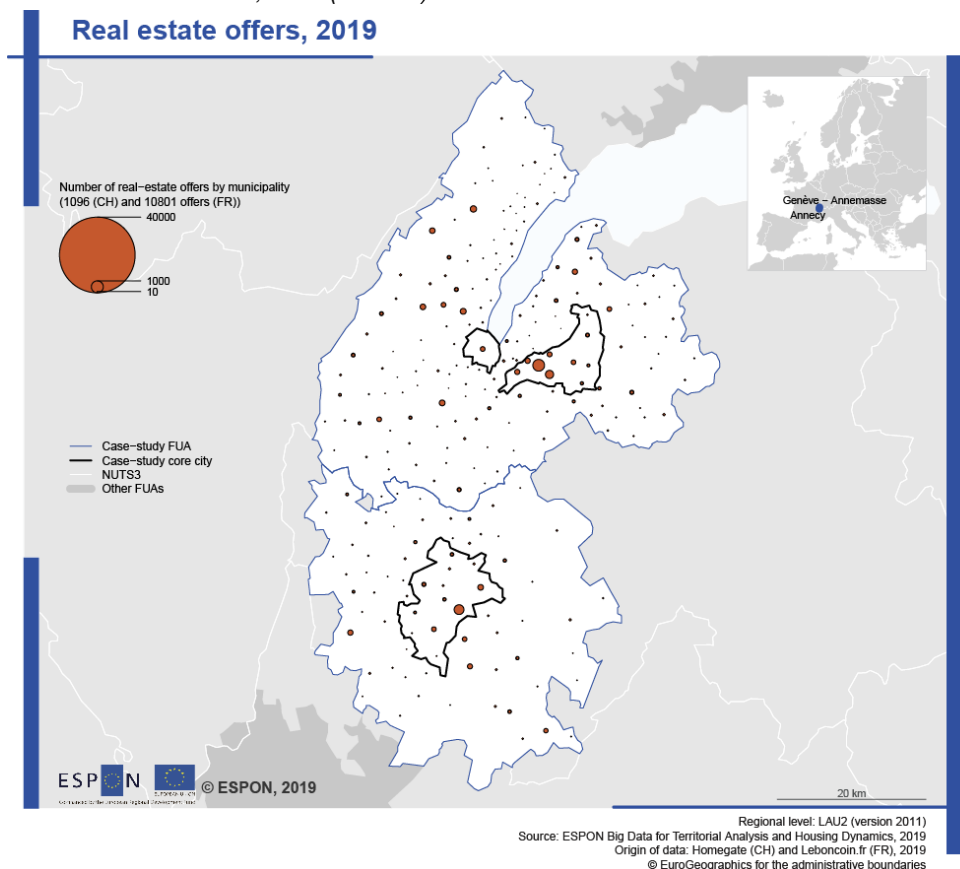 Real estate offers, 2019
Genève − Annemasse
Annecy
Number of real−estate offers by municipality
(1096 (CH) and 10801 offers (FR))
40000
1000
10
Case−study FUA
Case−study core city
NUTS3
Other FUAs
ESPON
© ESPON, 2019
20 km
Regional level: LAU2 (version 2011)
Source: ESPON Big Data for Territorial Analysis and Housing Dynamics, 2019
Origin of data: Homegate (CH) and Leboncoin.fr (FR), 2019
© EuroGeographics for the administrative boundaries